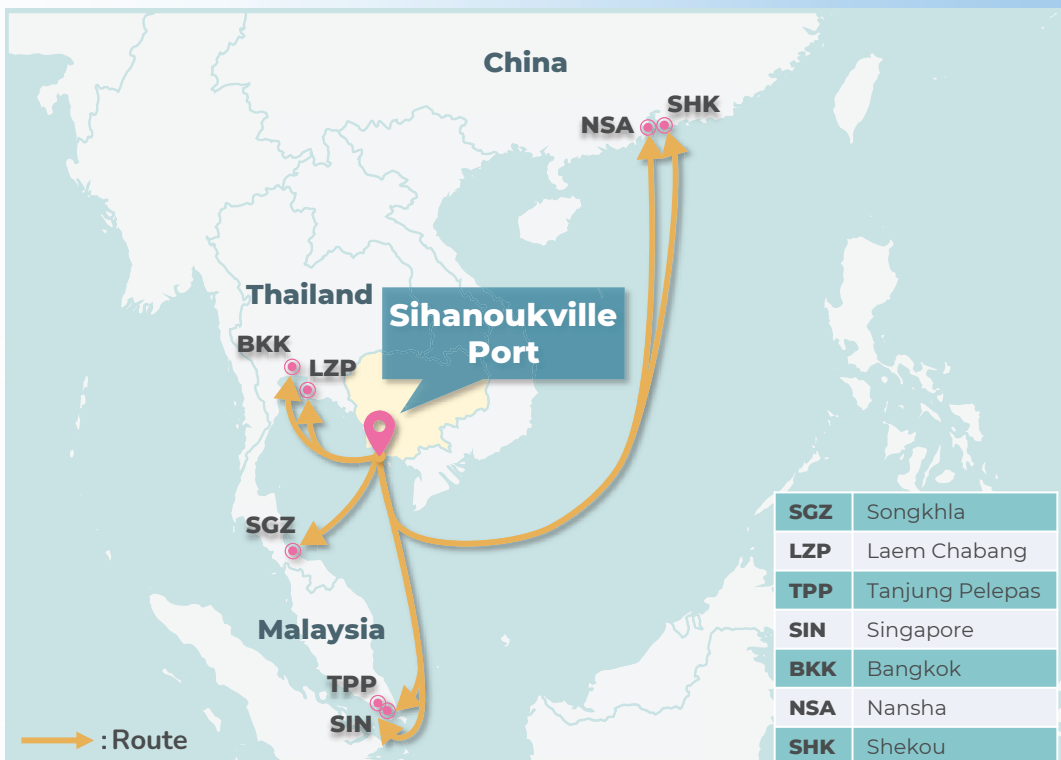 China
SHK
NSA
Thailand
Sihanoukville
Port
BKK
LZP
SGZ
Malaysia
TPP
SIN
: Route
SGZ Songkhla
LZP Laem Chabang
TPP Tanjung Pelepas
SIN Singapore
BKK Bangkok
NSA Nansha
SHK Shekou